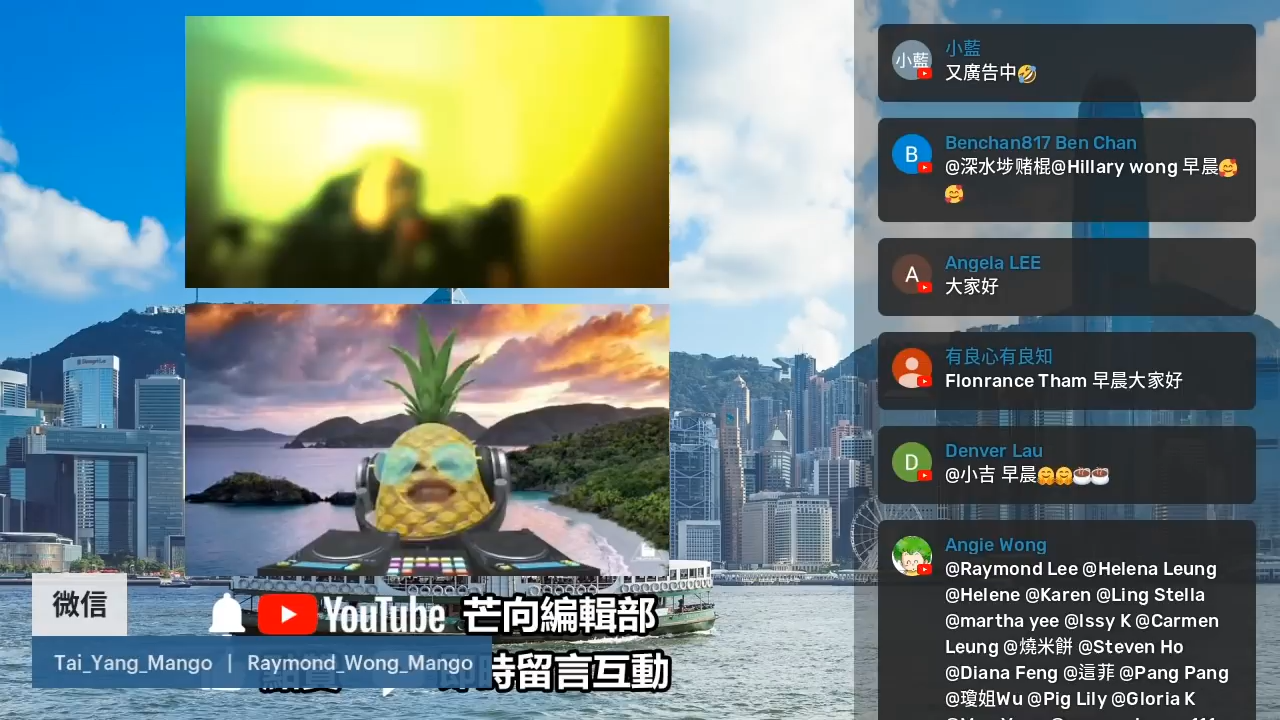 小藍
小藍
又廣告中🤣
B
Benchan817 Ben Chan
@深水埗赌棍@Hillary wong 早晨🥰
🥰
A
Angela LEE
大家好
有良心有良知
Flonrance Tham 早晨大家好
D
Denver Lau
@小吉 早晨🤗🤗☕☕
Angie Wong
@Raymond Lee @Helena Leung
@Helene @Karen @Ling Stella
@martha yee @Issy K @Carmen
Leung @燒米餅 @Steven Ho
@Diana Feng @這菲 @Pang Pang
@瓊姐Wu @Pig Lily @Gloria K
微信
YouTube 芒向編輯部
Tai_Yang_Mango | Raymond_Wong_Mango
時留言互動